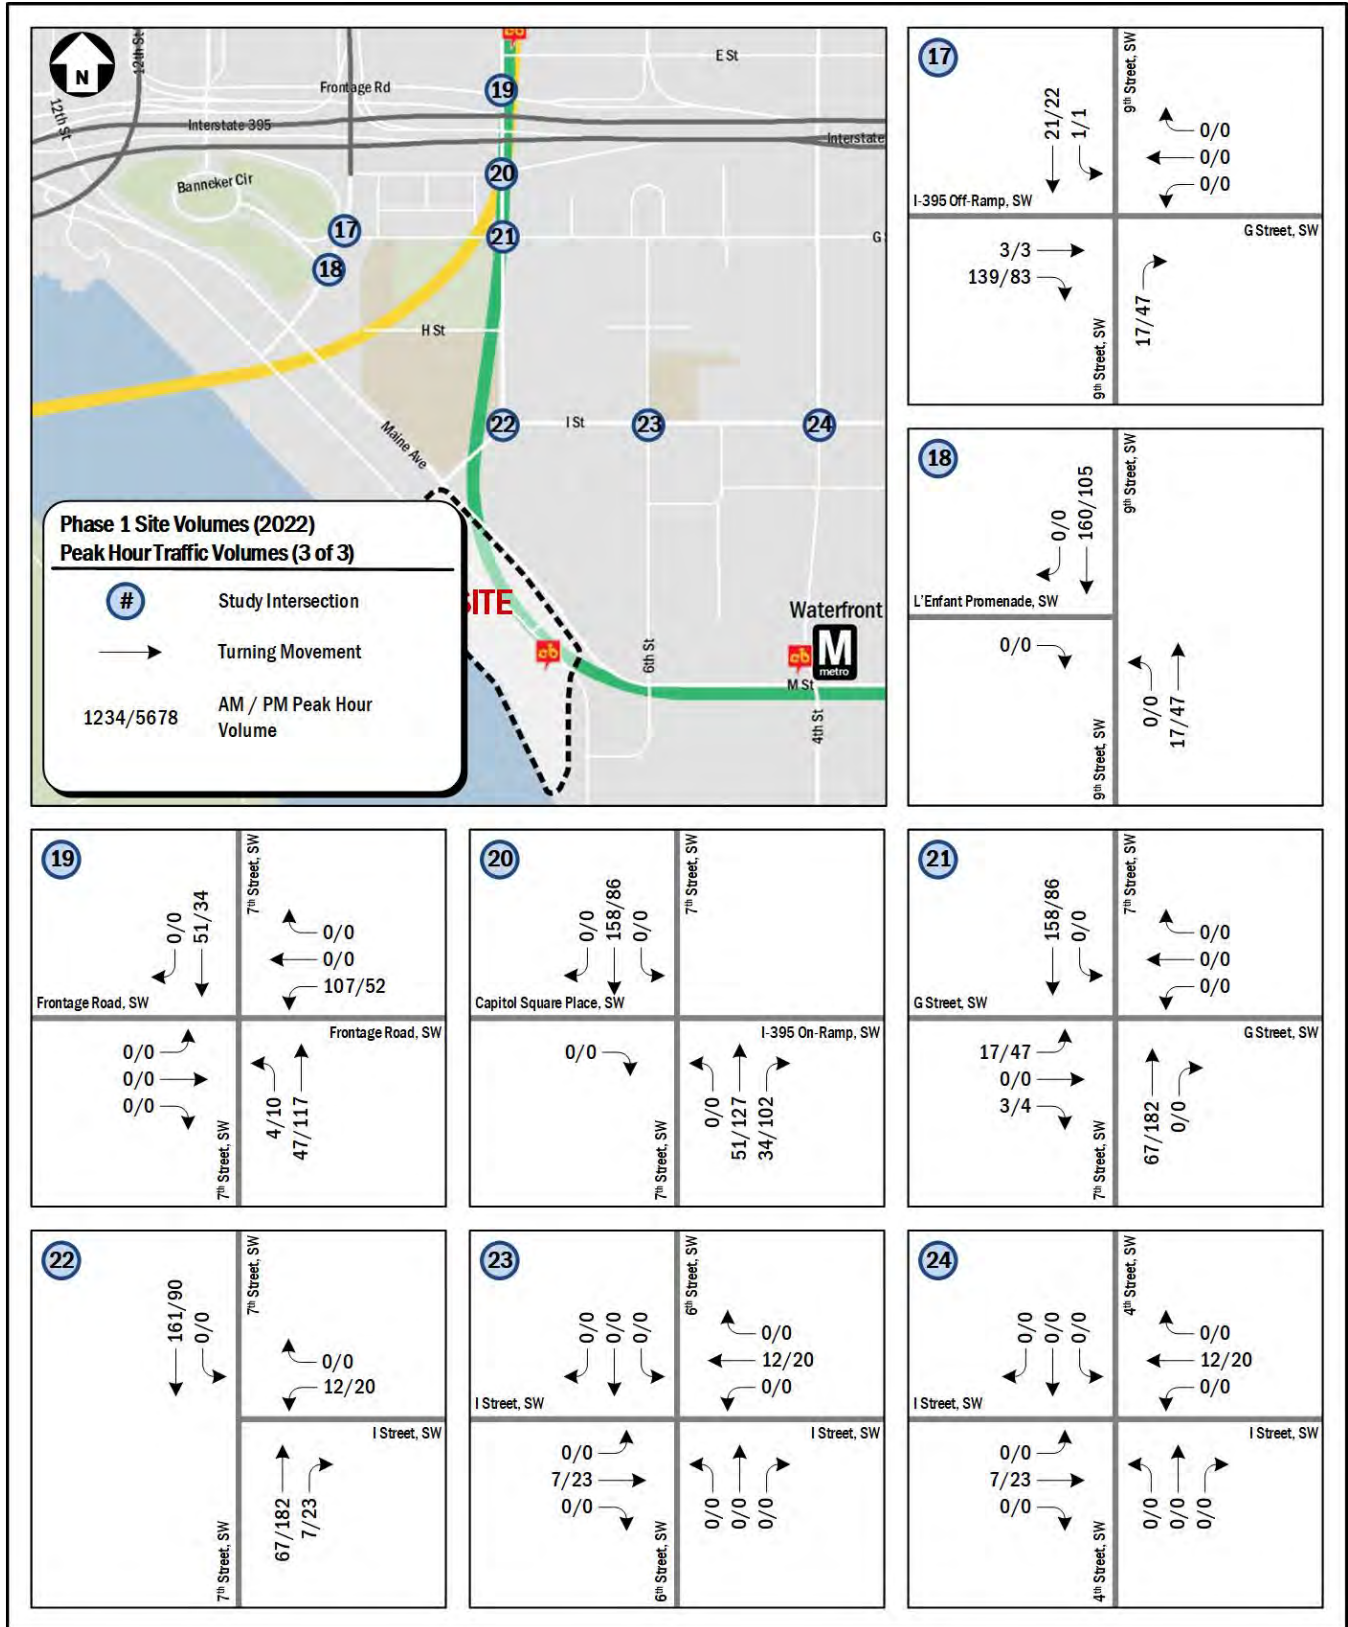 N
12th St
12th St
E St
Frontage Rd
19
Interstate 395
Interstate
20
Banneker Cir
17
21
G
18
H St
22
I St
23
24
Maine Ave
SITE
Waterfront
M
metro
M St
6th St
4th St
Phase 1 Site Volumes (2022)
Peak Hour Traffic Volumes (3 of 3)
#
Study Intersection
Turning Movement
1234/5678
AM / PM Peak Hour
Volume
17
9th Street, SW
21/22
1/1
0/0
0/0
0/0
I-395 Off-Ramp, SW
G Street, SW
3/3
139/83
17/47
9th Street, SW
18
9th Street, SW
0/0
160/105
L'Enfant Promenade, SW
0/0
0/0
17/47
9th Street, SW
19
7th Street, SW
0/0
51/34
0/0
0/0
107/52
Frontage Road, SW
Frontage Road, SW
0/0
0/0
0/0
4/10
47/117
7th Street, SW
20
7th Street, SW
0/0
158/86
0/0
Capitol Square Place, SW
I-395 On-Ramp, SW
0/0
0/0
51/127
34/102
7th Street, SW
21
7th Street, SW
158/86
0/0
0/0
0/0
0/0
G Street, SW
G Street, SW
17/47
0/0
3/4
67/182
0/0
7th Street, SW
22
7th Street, SW
161/90
0/0
0/0
12/20
I Street, SW
67/182
7/23
7th Street, SW
23
6th Street, SW
0/0
0/0
0/0
0/0
12/20
0/0
I Street, SW
I Street, SW
0/0
7/23
0/0
0/0
0/0
0/0
6th Street, SW
24
4th Street, SW
0/0
0/0
0/0
0/0
12/20
0/0
I Street, SW
I Street, SW
0/0
7/23
0/0
0/0
0/0
0/0
4th Street, SW